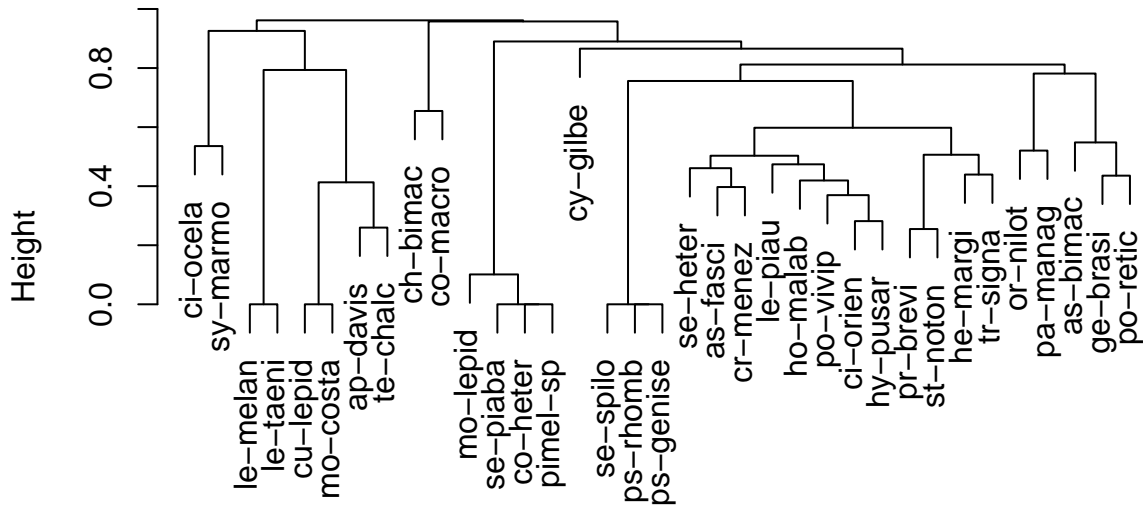 Height
0.8
0.4
0.0
ci−ocela
sy−marmo
le−melan
le−taeni
cu−lepid
mo−costa
ap−davis
te−chalc
ch−bimac
co−macro
mo−lepid
se−piaba
co−heter
pimel−sp
cy−gilbe
se−spilo
ps−rhomb
ps−genise
se−heter
as−fasci
cr−menez
le−piau
ho−malab
po−vivip
ci−orien
hy−pusar
pr−brevi
st−noton
he−margi
tr−signa
or−nilot
pa−manag
as−bimac
ge−brasi
po−retic